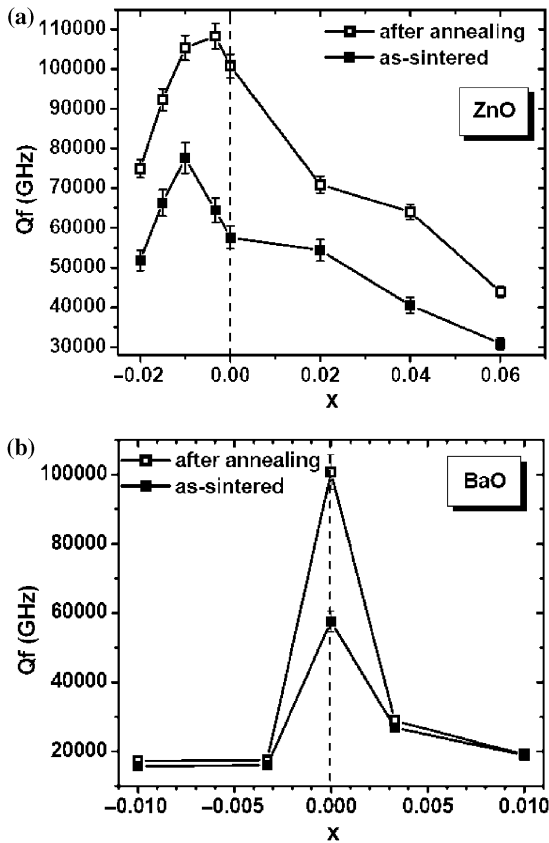 (a)
110000
100000
90000
80000
70000
60000
50000
40000
30000
Qf (GHz)
after annealing
as-sintered
ZnO
−0.02 0.00 0.02 0.04 0.06
X
(b)
100000
80000
60000
40000
20000
Qf (GHz)
after annealing
as-sintered
BaO
−0.010 −0.005 0.000 0.005 0.010
X